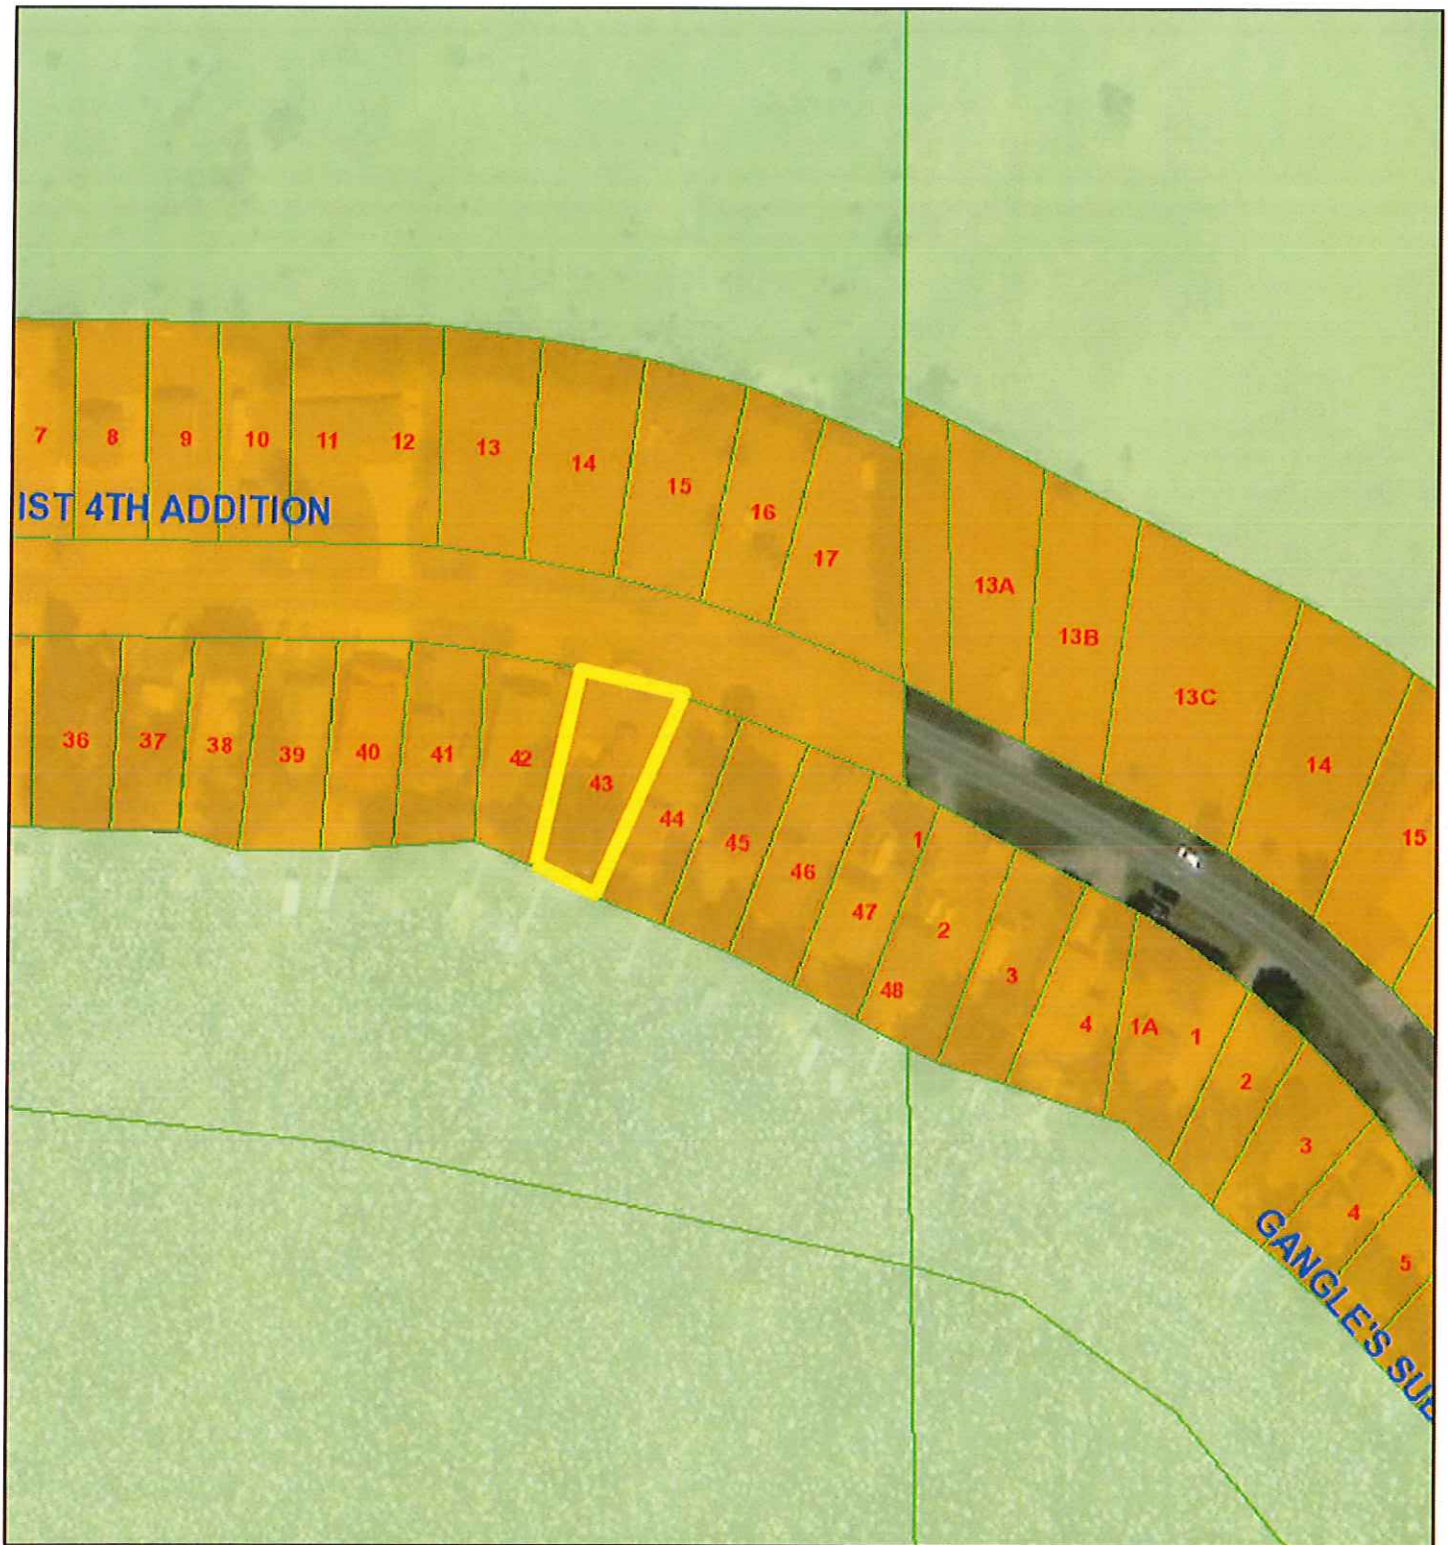 7 8 9 10 11 12 13 14 15 16 17
IST 4TH ADDITION
13A
13B
13C
14
15
36 37 38 39 40 41 42 43 44 45 46 47 48
1 2 3 4 1A 1 2 3 4 5
GANGLE'S SUB